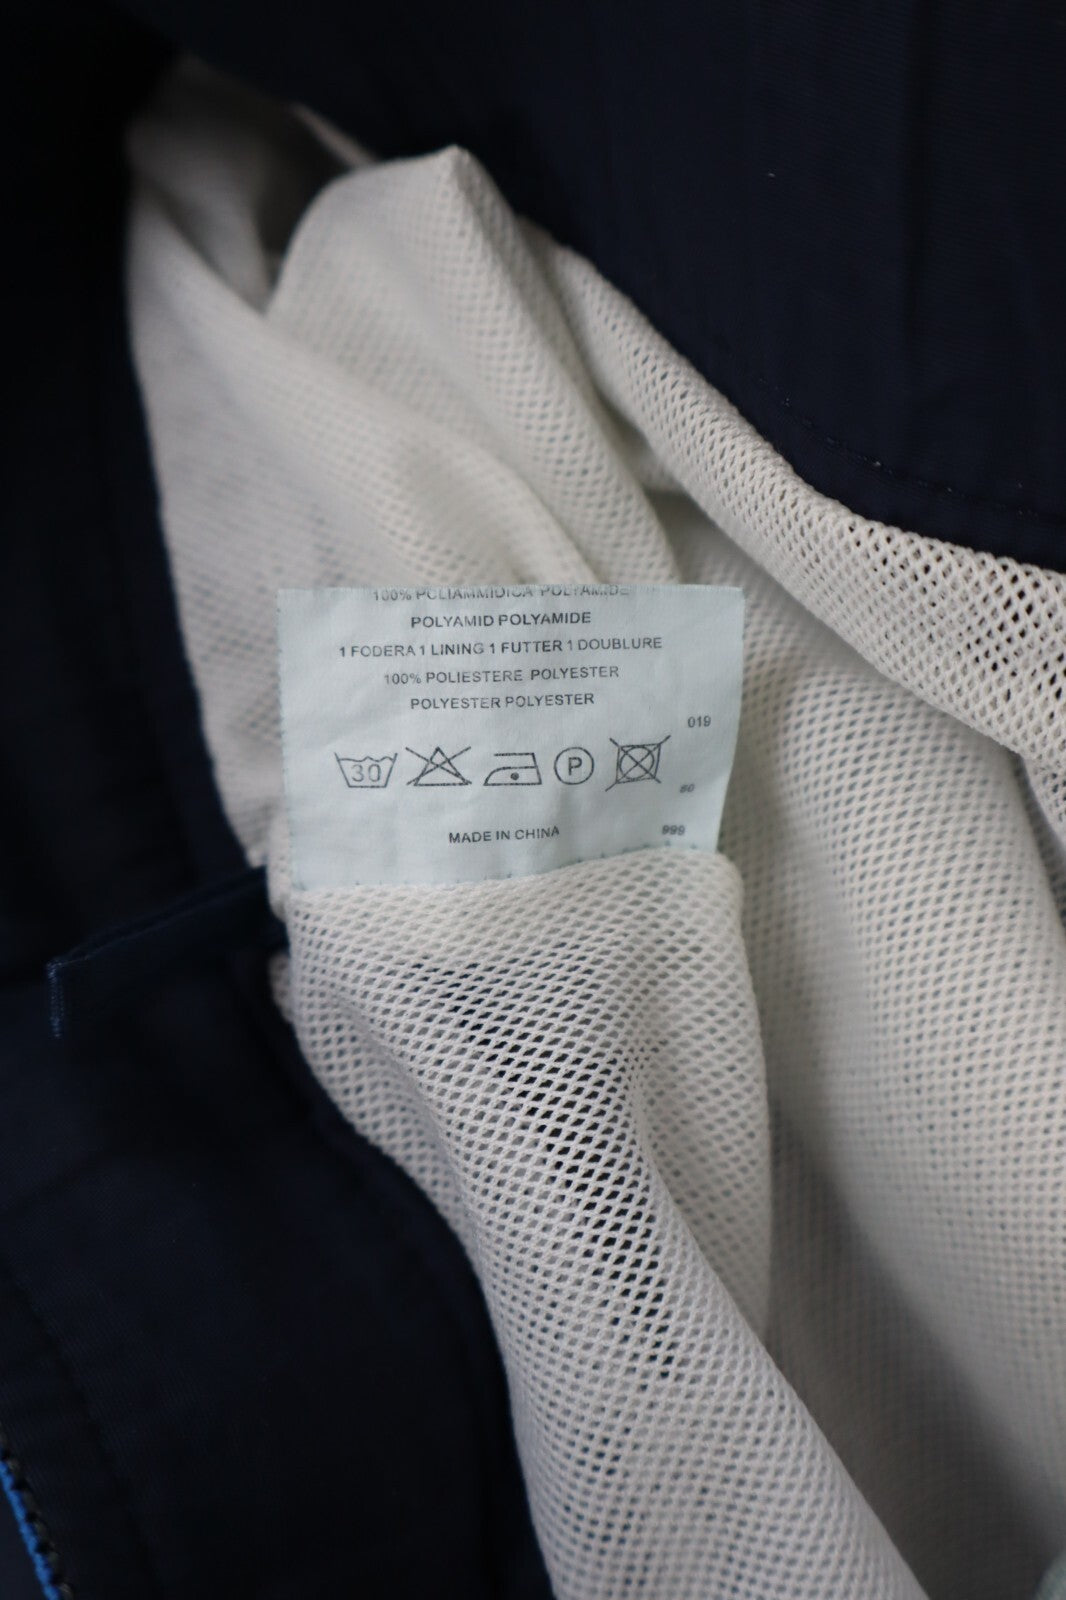 100% POLIAMMIDICA POLYAMIDE
POLYAMID POLYAMIDE
1 FODERA 1 LINING 1 FUTTER 1 DOUBLURE
100% POLIESTERE POLYESTER
POLYESTER POLYESTER
019
30 P
60
MADE IN CHINA 999